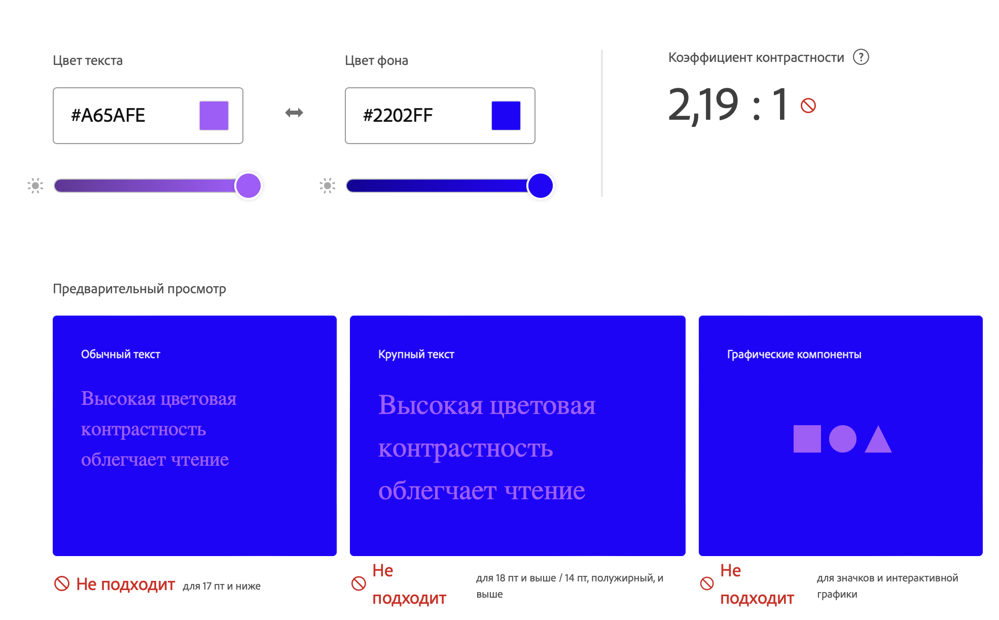 Цвет текста
Цвет фона
Коэффициент контрастности ?
#A65AFE
#2202FF
2,19 : 1
Предварительный просмотр
Обычный текст
Высокая цветовая
контрастность
облегчает чтение
Крупный текст
Высокая цветовая
контрастность
облегчает чтение
Графические компоненты
Не подходит для 17 пт и ниже
Не
подходит
для 18 пт и выше / 14 пт, полужирный, и
выше
Не
подходит
для значков и интерактивной
графики